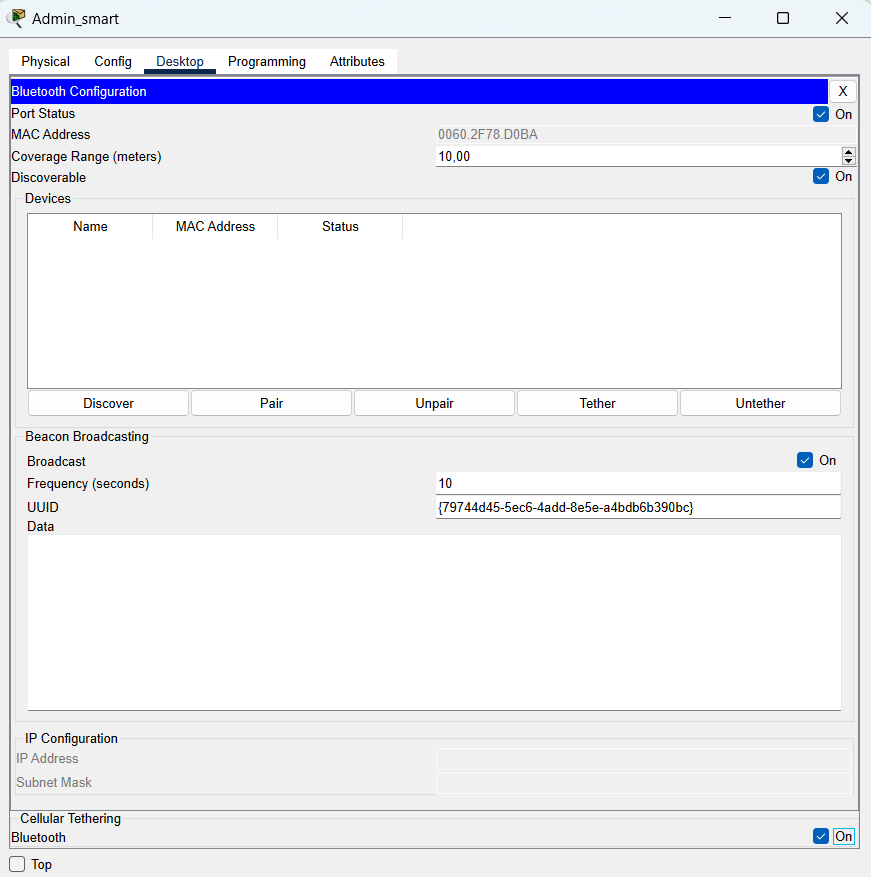 Admin_smart
Physical Config Desktop Programming Attributes
Bluetooth Configuration X
Port Status On
MAC Address 0060.2F78.D0BA
Coverage Range (meters) 10,00
Discoverable On
Devices
Name MAC Address Status
Discover Pair Unpair Tether Untether
Beacon Broadcasting
Broadcast On
Frequency (seconds) 10
UUID {79744d45-5ec6-4add-8e5e-a4bdb6b390bc}
Data
IP Configuration
IP Address
Subnet Mask
Cellular Tethering
Bluetooth On
Top